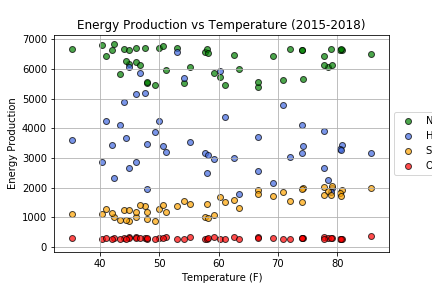 Energy Production vs Temperature (2015-2018)
7000
6000
5000
4000
3000
2000
1000
0
Energy Production
40
50
60
70
80
Temperature (F)
N
H
S